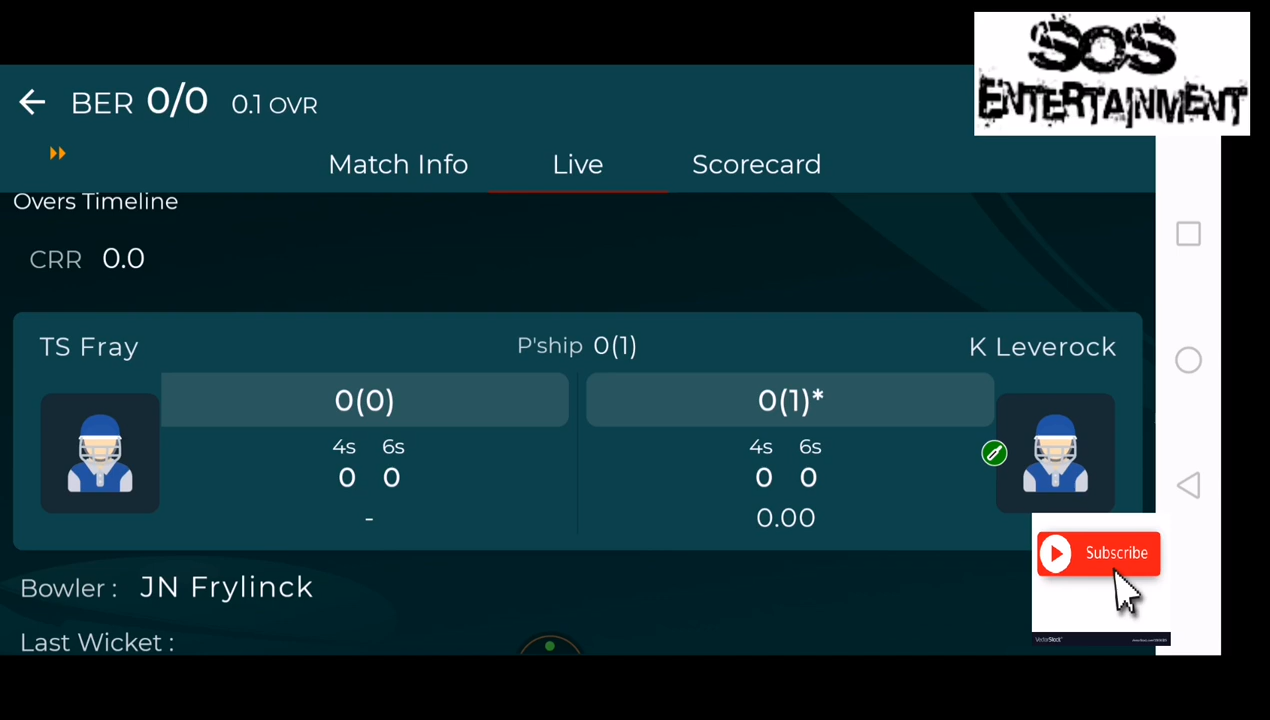 SOS
ENTERTAINMENT
BER 0/0 0.1 OVR
Match Info Live Scorecard
Overs Timeline
CRR 0.0
TS Fray P'ship 0(1) K Leverock
0(0) 0(1)*
4s 6s 4s 6s
0 0 0 0
- 0.00
Subscribe
Bowler : JN Frylinck
Last Wicket :
VectorStock